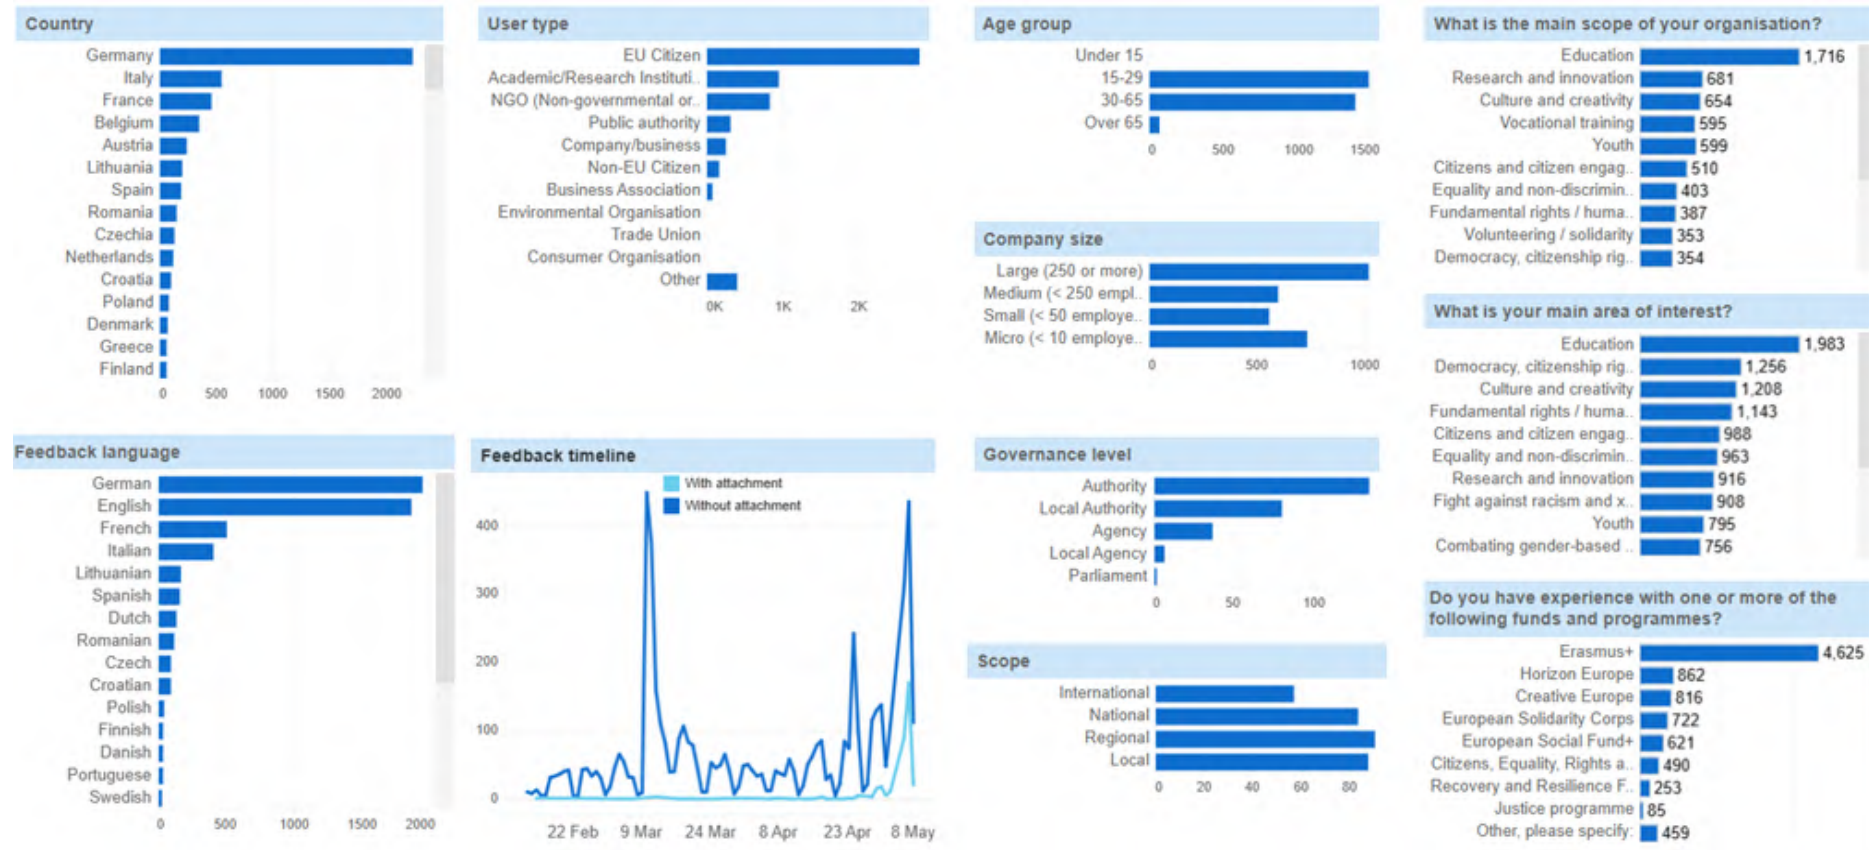 Country
Germany
Italy
France
Belgium
Austria
Lithuania
Spain
Romania
Czechia
Netherlands
Croatia
Poland
Denmark
Greece
Finland
0 500 1000 1500 2000
User type
EU Citizen
Academic/Research Instituti..
NGO (Non-governmental or..
Public authority
Company/business
Non-EU Citizen
Business Association
Environmental Organisation
Trade Union
Consumer Organisation
Other
0K 1K 2K
Age group
Under 15
15-29
30-65
Over 65
0 500 1000 1500
Company size
Large (250 or more)
Medium (< 250 empl..
Small (< 50 employe..
Micro (< 10 employe..
0 500 1000
What is the main scope of your organisation?
Education 1,716
Research and innovation 681
Culture and creativity 654
Vocational training 595
Youth 599
Citizens and citizen engag.. 510
Equality and non-discrimin.. 403
Fundamental rights / huma.. 387
Volunteering / solidarity 353
Democracy, citizenship rig.. 354
What is your main area of interest?
Education 1,983
Democracy, citizenship rig.. 1,256
Culture and creativity 1,208
Fundamental rights / huma.. 1,143
Citizens and citizen engag.. 988
Equality and non-discrimin.. 963
Research and innovation 916
Fight against racism and x.. 908
Youth 795
Combating gender-based .. 756
Feedback language
German
English
French
Italian
Lithuanian
Spanish
Dutch
Romanian
Czech
Croatian
Polish
Finnish
Danish
Portuguese
Swedish
0 500 1000 1500 2000
Feedback timeline
With attachment
Without attachment
400
300
200
100
0
22 Feb 9 Mar 24 Mar 8 Apr 23 Apr 8 May
Governance level
Authority
Local Authority
Agency
Local Agency
Parliament
0 50 100
Scope
International
National
Regional
Local
0 20 40 60 80
Do you have experience with one or more of the
following funds and programmes?
Erasmus+ 4,625
Horizon Europe 862
Creative Europe 816
European Solidarity Corps 722
European Social Fund+ 621
Citizens, Equality, Rights a.. 490
Recovery and Resilience F.. 253
Justice programme 85
Other, please specify: 459